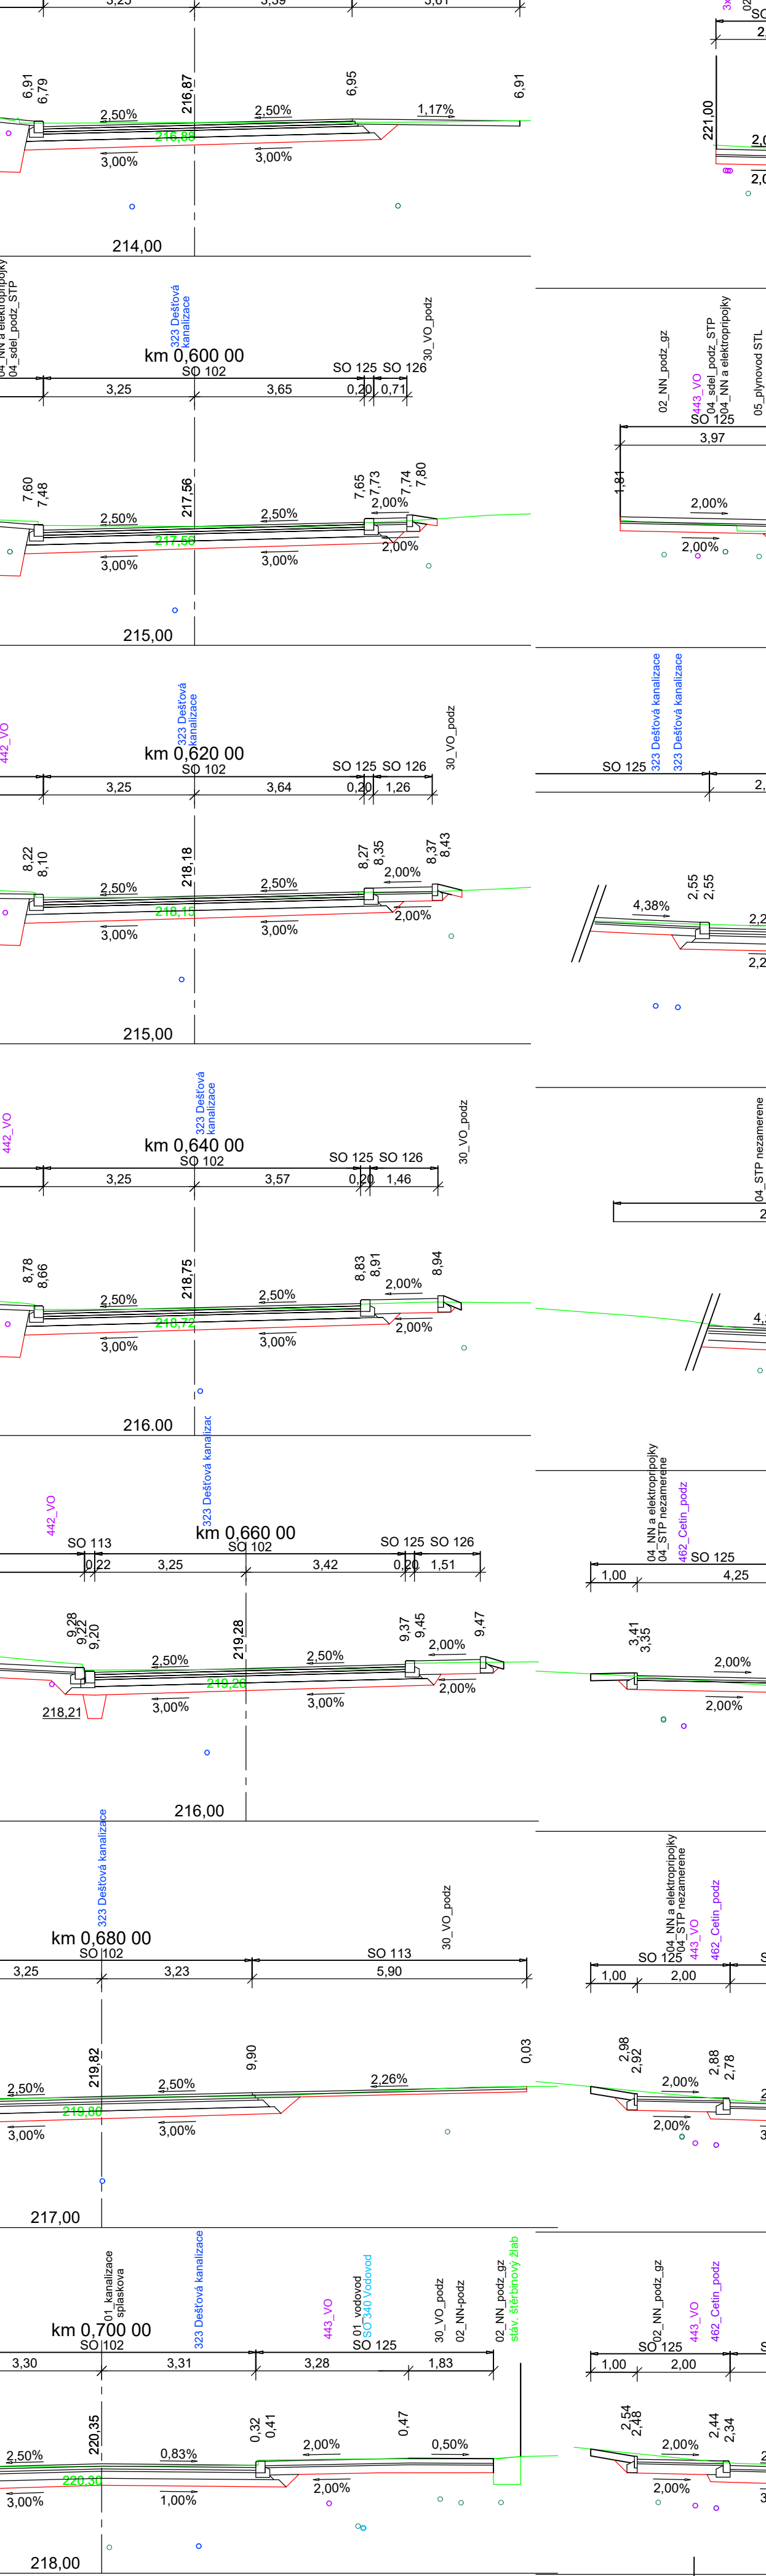 3,25 3,39 3,61
6,91
6,79
216,87
6,95
6,91
2,50% 2,50% 1,17%
216,88
3,00% 3,00%
214,00
04_sdel_podz_STP
323 Dešťová
kanalizace
30_VO_podz
km 0,600 00
SO 102 SO 125 SO 126
3,25 3,65 0,20 0,71
7,60
7,48
217,56
7,65
7,73
7,74
7,80
2,50% 2,50% 2,00%
217,50
3,00% 3,00% 2,00%
215,00
442_VO
323 Dešťová
kanalizace
30_VO_podz
km 0,620 00
SO 102 SO 125 SO 126
3,25 3,64 0,20 1,26
8,22
8,10
218,18
8,27
8,35
8,37
8,43
2,50% 2,50% 2,00%
218,15
3,00% 3,00% 2,00%
215,00
442_VO
323 Dešťová
kanalizace
30_VO_podz
km 0,640 00
SO 102 SO 125 SO 126
3,25 3,57 0,20 1,46
8,78
8,66
218,75
8,83
8,91
8,94
2,50% 2,50% 2,00%
218,72
3,00% 3,00% 2,00%
216.00
442_VO
323 Dešťová kanalizac
km 0,660 00
SO 113 SO 102 SO 125 SO 126
0,22 3,25 3,42 0,20 1,51
9,28
9,22
9,20
219,28
9,37
9,45
9,47
2,50% 2,50% 2,00%
219,26
218,21 3,00% 3,00% 2,00%
216,00
323 Dešťová kanalizace
30_VO_podz
km 0,680 00
SO 102 SO 113
3,25 3,23 5,90
219,82
9,90
0,03
2,50% 2,50% 2,26%
219,80
3,00% 3,00%
217,00
01_kanalizace
splaskova
323 Dešťová kanalizace
443_VO
01_vodovod
SO 340 Vodovod
30_VO_podz
02_NN-podz
02_NN_podz_gz
stáv. štěrbinový žlab
km 0,700 00
SO 102 SO 125
3,30 3,31 3,28 1,83
220,35
0,32
0,41
0,47
2,50% 0,83% 2,00% 0,50%
220,30
3,00% 1,00% 2,00%
218,00
221,00
02_NN_podz_gz
443_VO
04_sdel_podz_STP
04_NN a elektropripojky
05_plynovod STL
SO 125
3,97
1,81
2,00%
2,00%
323 Dešťová kanalizace
323 Dešťová kanalizace
SO 125
2,55
2,55
4,38%
04_STP nezamerene
04_NN a elektropripojky
04_STP nezamerene
462_Cetin_podz
SO 125
1,00 4,25
3,41
3,35
2,00%
2,00%
04_NN a elektropripojky
04_STP nezamerene
443_VO
462_Cetin_podz
SO 125
1,00 2,00
2,98
2,92
2,88
2,78
2,00%
2,00%
02_NN_podz_gz
443_VO
462_Cetin_podz
SO 125
1,00 2,00
2,54
2,48
2,44
2,34
2,00%
2,00%